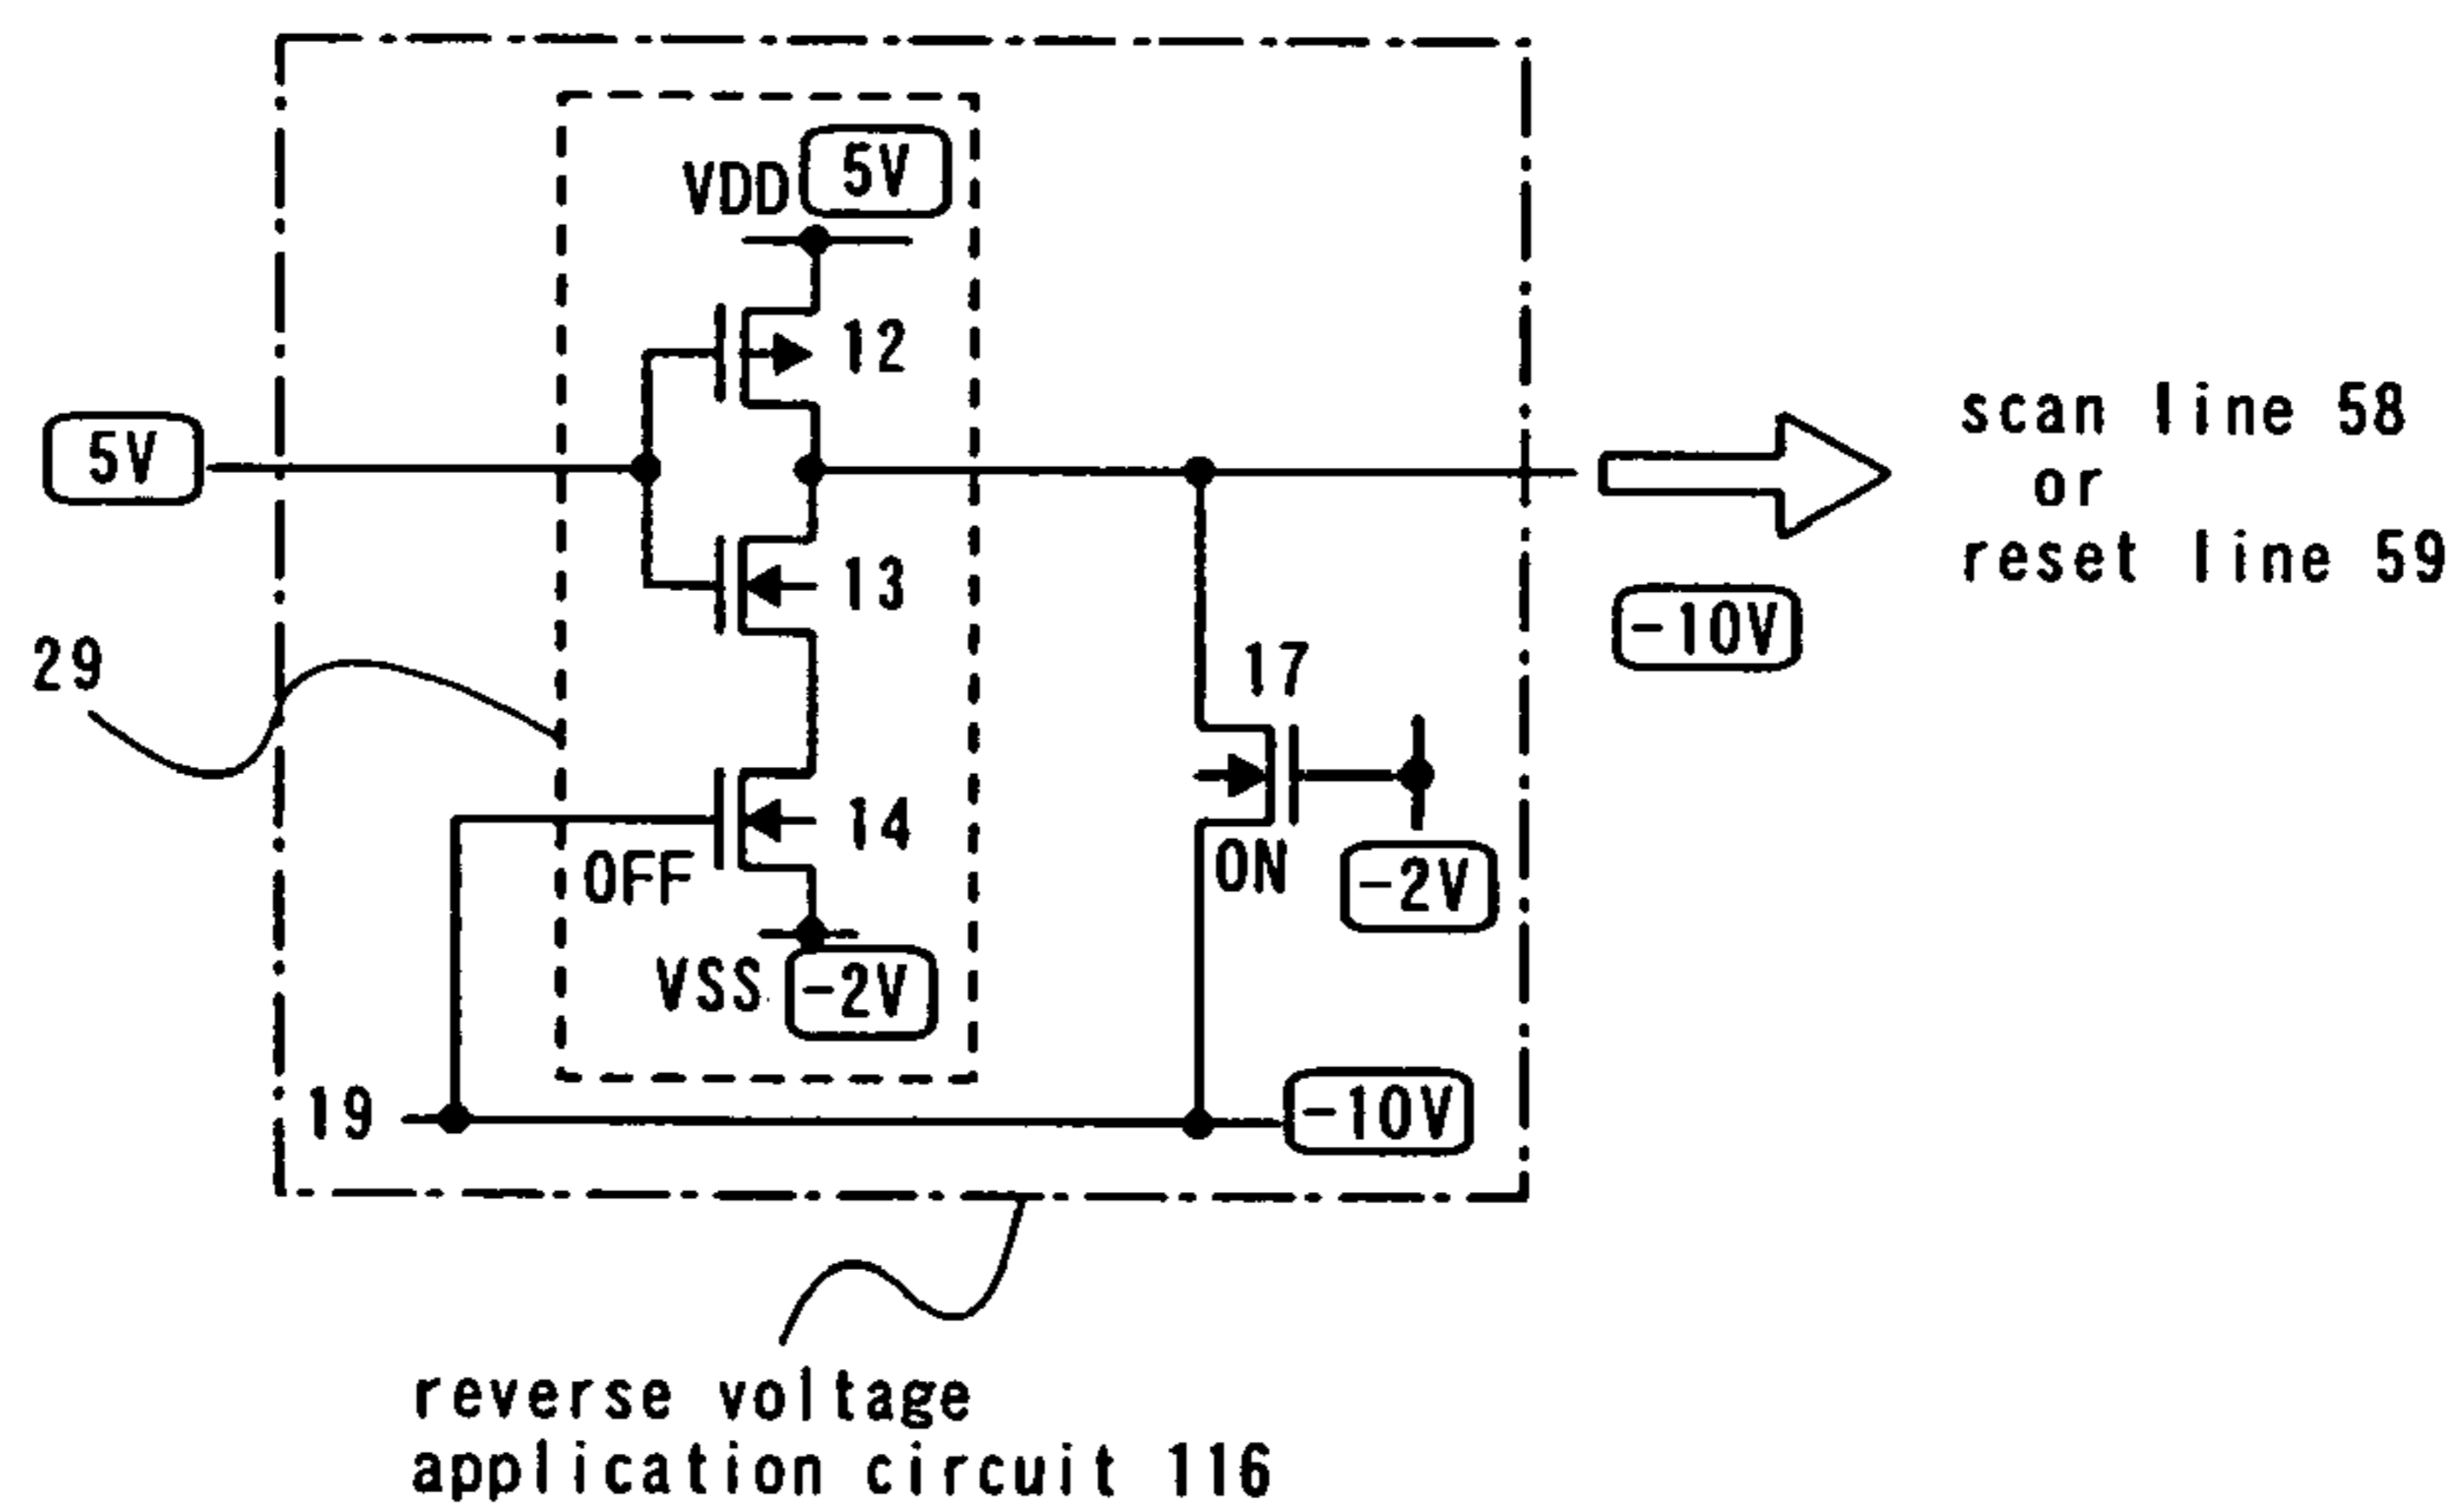 VDD 5V
12
5V
scan line 58
or
reset line 59
13
-10V
29
17
14
OFF
ON
-2V
VSS -2V
19
-10V
reverse voltage
application circuit 116